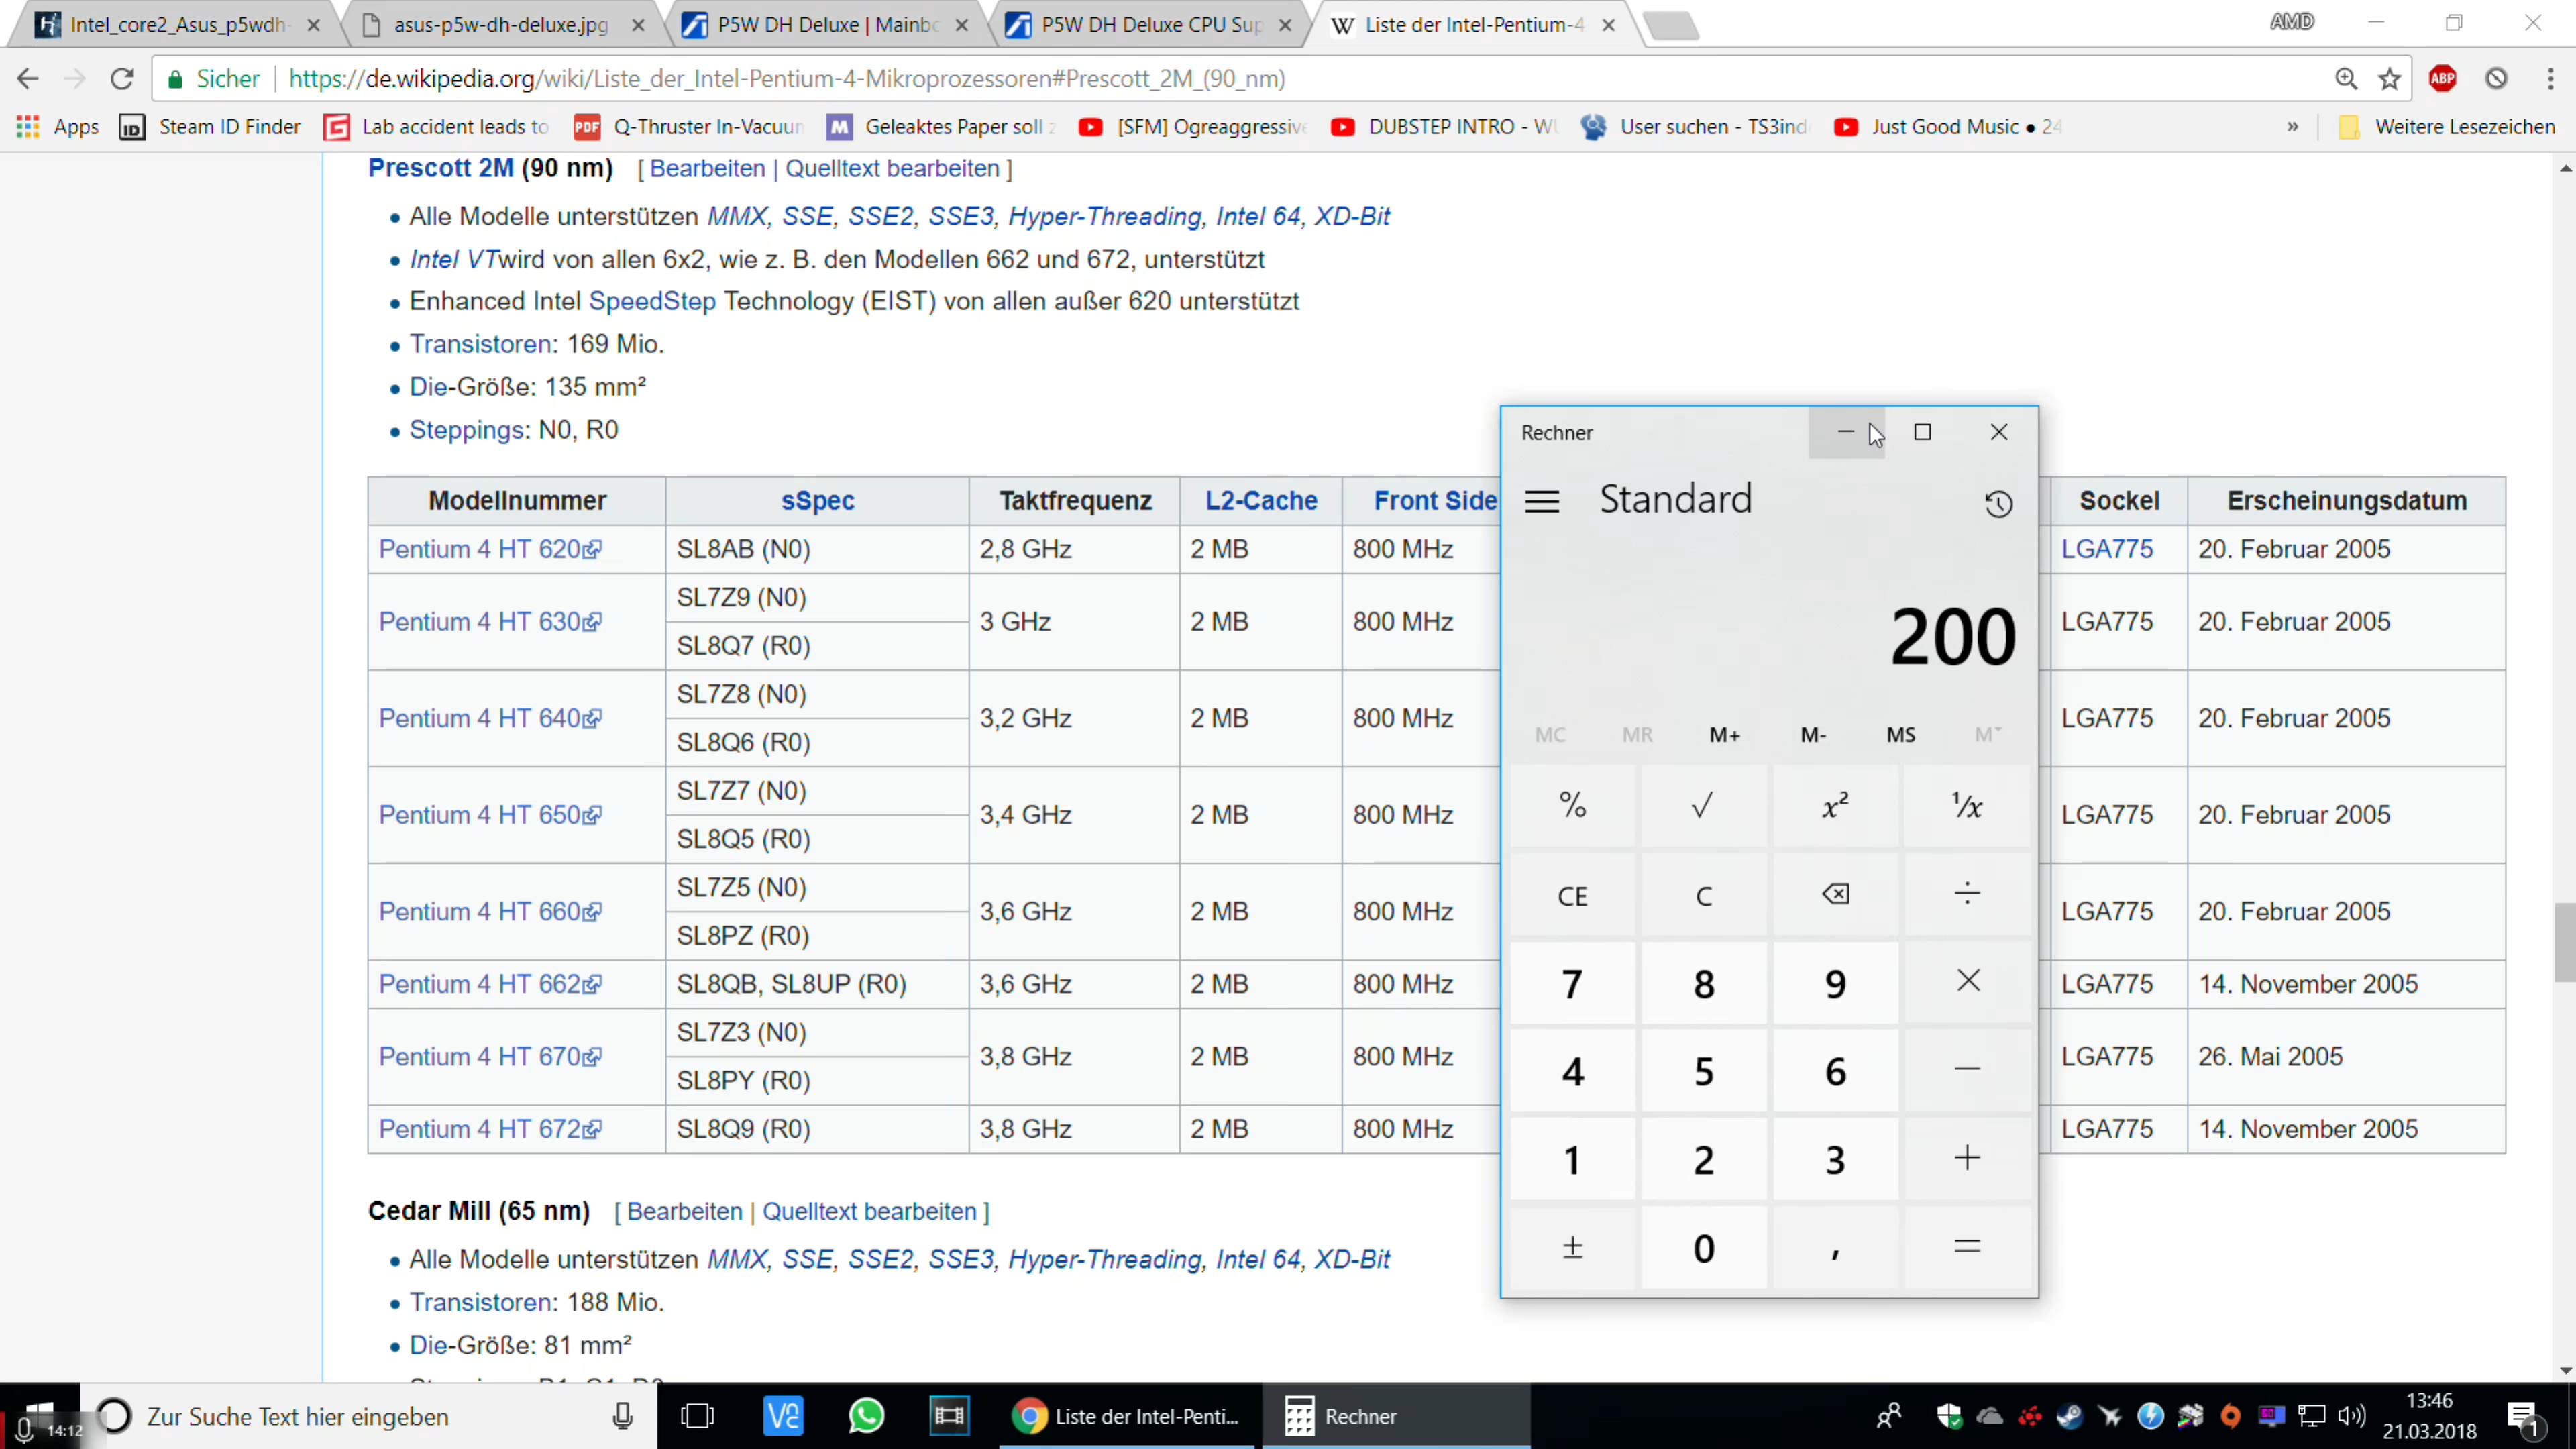 Intel_core2_Asus_p5wdh-
asus-p5w-dh-deluxe.jpg
P5W DH Deluxe | Mainbo
P5W DH Deluxe CPU Sup
Liste der Intel-Pentium-4
AMD
Sicher
https://de.wikipedia.org/wiki/Liste_der_Intel-Pentium-4-Mikroprozessoren#Prescott_2M_(90_nm)
ABP
Apps
Steam ID Finder
Lab accident leads to
Q-Thruster In-Vacuum
Geleaktes Paper soll z
[SFM] Ogreaggressive
DUBSTEP INTRO - WU
User suchen - TS3ind
Just Good Music ● 24
»
Weitere Lesezeichen
Prescott 2M (90 nm) [ Bearbeiten | Quelltext bearbeiten ]
• Alle Modelle unterstützen MMX, SSE, SSE2, SSE3, Hyper-Threading, Intel 64, XD-Bit
• Intel VTwird von allen 6x2, wie z. B. den Modellen 662 und 672, unterstützt
• Enhanced Intel SpeedStep Technology (EIST) von allen außer 620 unterstützt
• Transistoren: 169 Mio.
• Die-Größe: 135 mm²
• Steppings: N0, R0
Modellnummer sSpec Taktfrequenz L2-Cache Front Side Sockel Erscheinungsdatum
Pentium 4 HT 620 SL8AB (N0) 2,8 GHz 2 MB 800 MHz LGA775 20. Februar 2005
Pentium 4 HT 630 SL7Z9 (N0) 3 GHz 2 MB 800 MHz LGA775 20. Februar 2005
SL8Q7 (R0)
Pentium 4 HT 640 SL7Z8 (N0) 3,2 GHz 2 MB 800 MHz LGA775 20. Februar 2005
SL8Q6 (R0)
Pentium 4 HT 650 SL7Z7 (N0) 3,4 GHz 2 MB 800 MHz LGA775 20. Februar 2005
SL8Q5 (R0)
Pentium 4 HT 660 SL7Z5 (N0) 3,6 GHz 2 MB 800 MHz LGA775 20. Februar 2005
SL8PZ (R0)
Pentium 4 HT 662 SL8QB, SL8UP (R0) 3,6 GHz 2 MB 800 MHz LGA775 14. November 2005
Pentium 4 HT 670 SL7Z3 (N0) 3,8 GHz 2 MB 800 MHz LGA775 26. Mai 2005
SL8PY (R0)
Pentium 4 HT 672 SL8Q9 (R0) 3,8 GHz 2 MB 800 MHz LGA775 14. November 2005
Cedar Mill (65 nm) [ Bearbeiten | Quelltext bearbeiten ]
• Alle Modelle unterstützen MMX, SSE, SSE2, SSE3, Hyper-Threading, Intel 64, XD-Bit
• Transistoren: 188 Mio.
• Die-Größe: 81 mm²
Rechner
Standard
200
MC MR M+ M- MS M
% √ x² ¹/x
CE C ÷
7 8 9 ×
4 5 6 −
1 2 3 +
± 0 , =
14:12
Zur Suche Text hier eingeben
Liste der Intel-Penti...
Rechner
13:46
21.03.2018
1